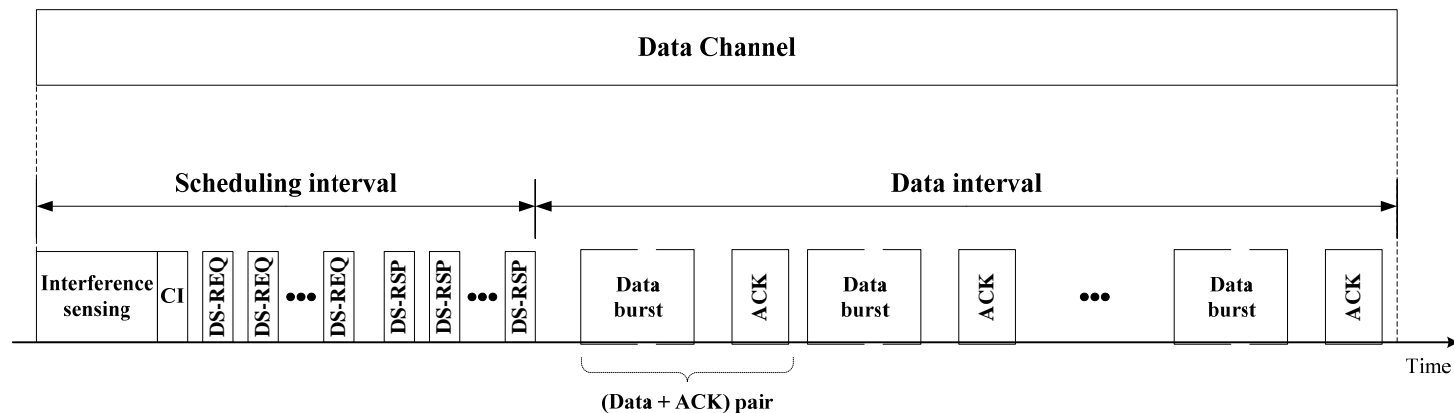 Data Channel
Scheduling interval
Data interval
Interference
sensing
CI
DS-REQ
DS-REQ
•••
DS-REQ
DS-RSP
DS-RSP
•••
DS-RSP
Data
burst
ACK
Data
burst
ACK
•••
Data
burst
ACK
Time
(Data + ACK) pair